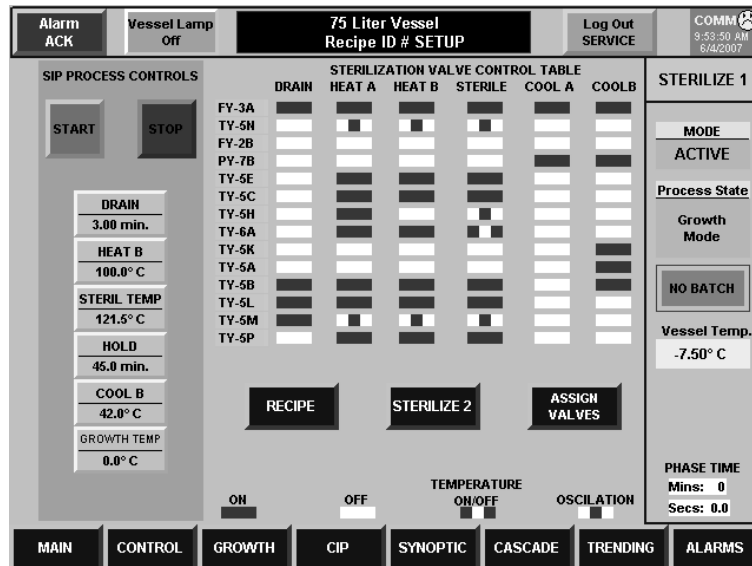 Alarm
ACK
Vessel Lamp
Off
75 Liter Vessel
Recipe ID # SETUP
Log Out
SERVICE
COMM
9:53:50 AM
6/4/2007
SIP PROCESS CONTROLS
START
STOP
DRAIN
3.00 min.
HEAT B
100.0° C
STERIL TEMP
121.5° C
HOLD
45.0 min.
COOL B
42.0° C
GROWTH TEMP
0.0° C
STERILIZATION VALVE CONTROL TABLE
DRAIN HEAT A HEAT B STERILE COOL A COOLB
FY-3A
TY-5N
FY-2B
PY-7B
TY-5E
TY-5C
TY-5H
TY-6A
TY-5K
TY-5A
TY-5B
TY-5L
TY-5M
TY-5P
RECIPE
STERILIZE 2
ASSIGN
VALVES
ON
OFF
TEMPERATURE
ON/OFF
OSCILATION
STERILIZE 1
MODE
ACTIVE
Process State
Growth
Mode
NO BATCH
Vessel Temp.
-7.50° C
PHASE TIME
Mins: 0
Secs: 0.0
MAIN CONTROL GROWTH CIP SYNOPTIC CASCADE TRENDING ALARMS